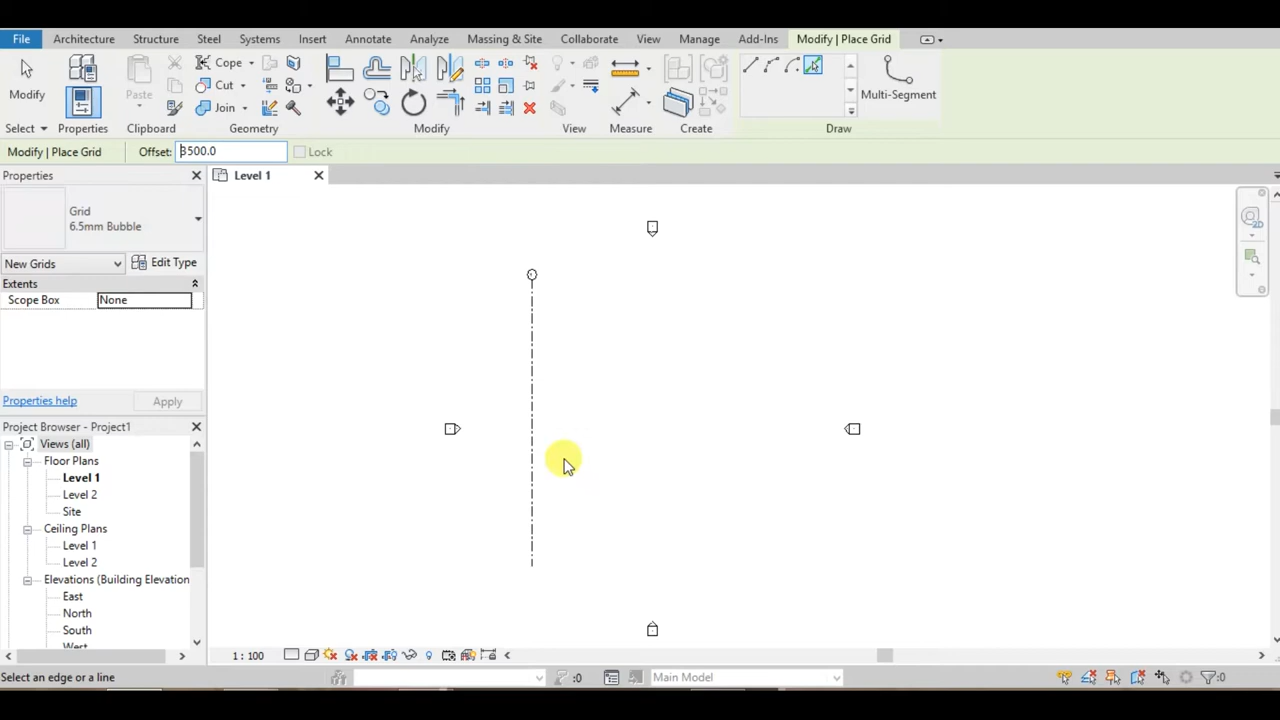 File Architecture Structure Steel Systems Insert Annotate Analyze Massing & Site Collaborate View Manage Add-Ins Modify | Place Grid
Modify
Paste
Cope
Cut
Join
Multi-Segment
Select Properties Clipboard Geometry Modify View Measure Create Draw
Modify | Place Grid Offset: 3500.0 Lock
Properties
Level 1
Grid
6.5mm Bubble
New Grids Edit Type
Extents
Scope Box None
Properties help Apply
Project Browser - Project1
Views (all)
Floor Plans
Level 1
Level 2
Site
Ceiling Plans
Level 1
Level 2
Elevations (Building Elevation
East
North
South
West
1 : 100
Select an edge or a line :0 Main Model :0
2D